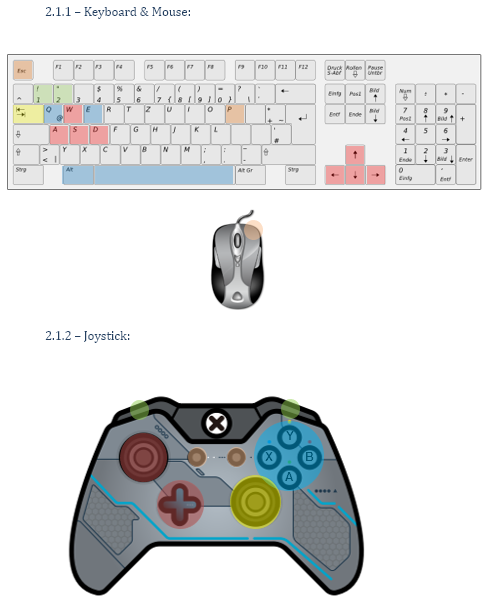 2.1.1 – Keyboard & Mouse:
Esc F1 F2 F3 F4 F5 F6 F7 F8 F9 F10 F11 F12 Druck S-Abf Rollen Pause Untbr
^ ! 1 " 2 3 $ 4 % 5 & 6 / 7 { ( 8 [ ) 9 ] = 0 } ? \ ` ' ← Einfg Pos1 Bild ↑ Num ÷ × -
Q @ W E R T Z U I O P * + ~ Entf Ende Bild ↓ 7 Pos1 8 ↑ 9 Bild ↑ +
A S D F G H J K L ' # 4 ← 5 6 →
> < | Y X C V B N M ; , : . _ - ↑ 1 Ende 2 ↓ 3 Bild ↓ Enter
Strg Alt Alt Gr Strg ← ↓ → 0 Einfg , Entf
2.1.2 – Joystick:
Y
X B
A